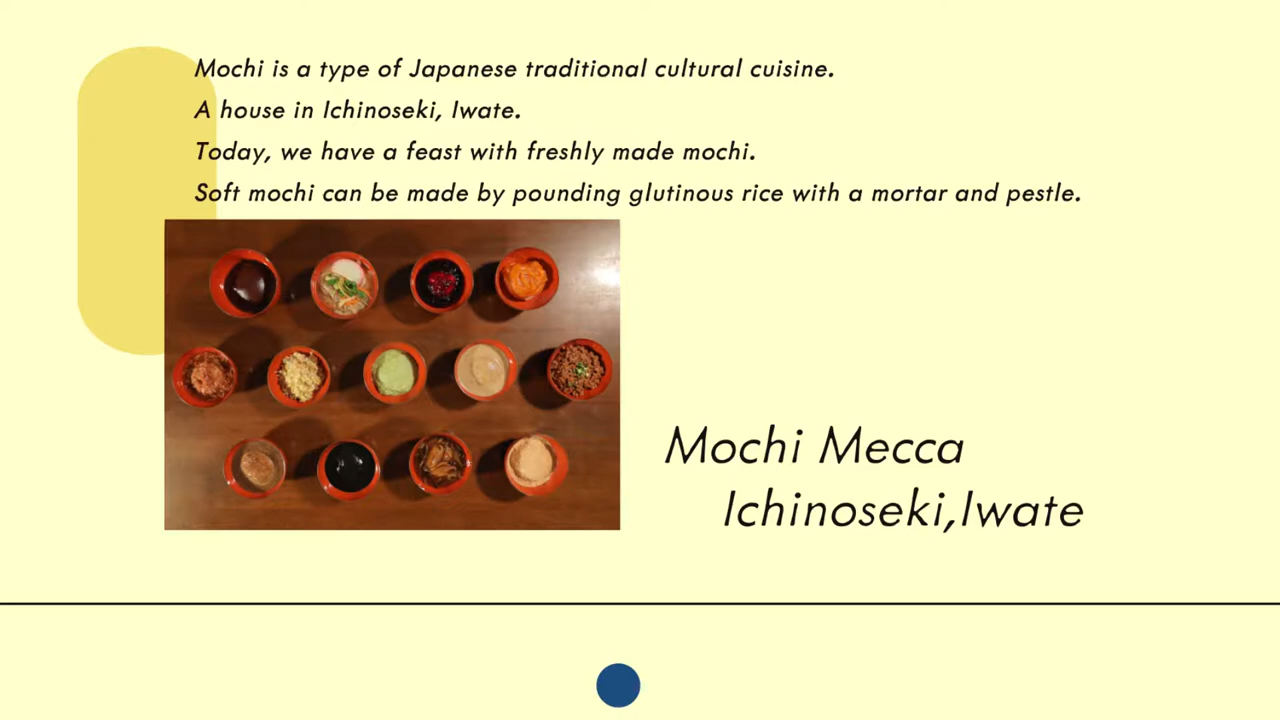 Mochi is a type of Japanese traditional cultural cuisine.
A house in Ichinoseki, Iwate.
Today, we have a feast with freshly made mochi.
Soft mochi can be made by pounding glutinous rice with a mortar and pestle.
Mochi Mecca
Ichinoseki,Iwate